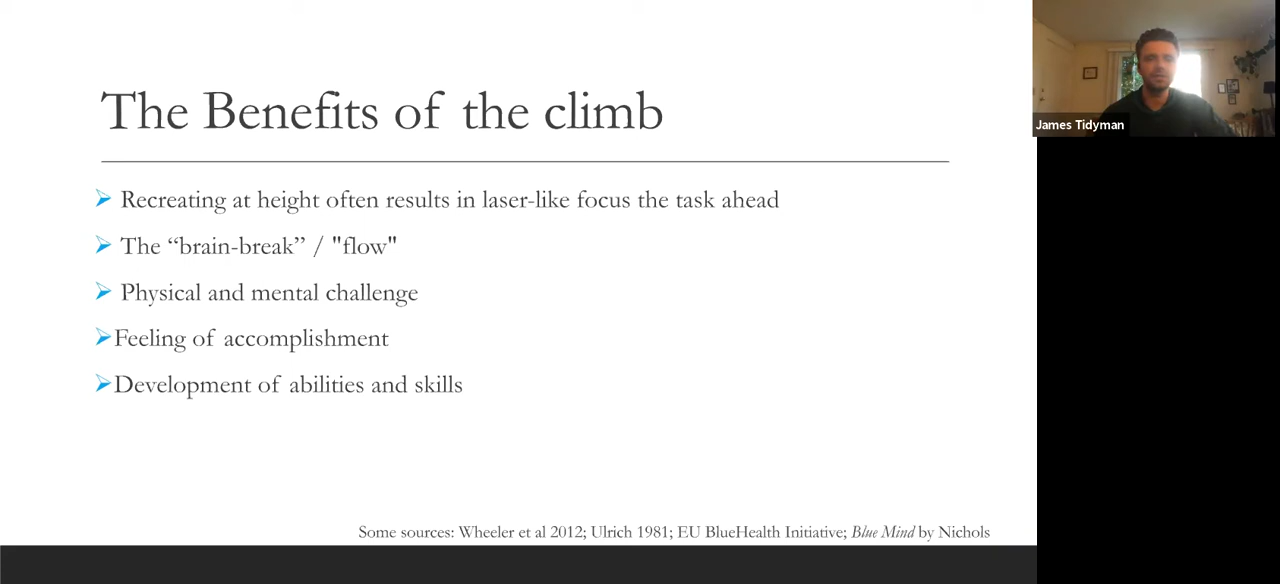 The Benefits of the climb
Recreating at height often results in laser-like focus the task ahead
The “brain-break” / "flow"
Physical and mental challenge
Feeling of accomplishment
Development of abilities and skills
Some sources: Wheeler et al 2012; Ulrich 1981; EU BlueHealth Initiative; Blue Mind by Nichols
James Tidyman